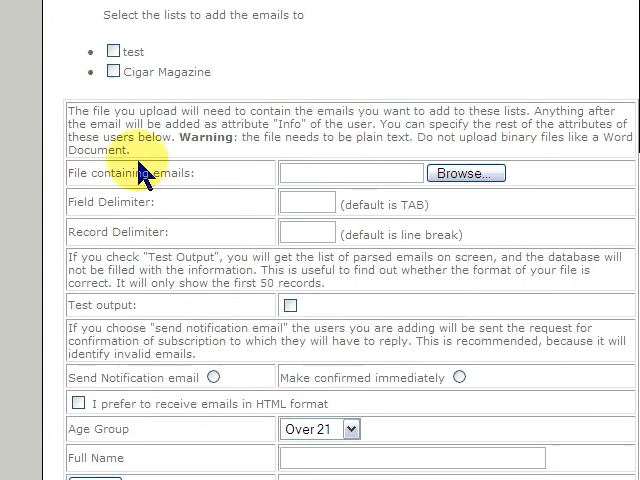 Select the lists to add the emails to
test
Cigar Magazine
The file you upload will need to contain the emails you want to add to these lists. Anything after
the email will be added as attribute "Info" of the user. You can specify the rest of the attributes of
these users below. Warning: the file needs to be plain text. Do not upload binary files like a Word
Document.
File containing emails: Browse...
Field Delimiter: (default is TAB)
Record Delimiter: (default is line break)
If you check "Test Output", you will get the list of parsed emails on screen, and the database will
not be filled with the information. This is useful to find out whether the format of your file is
correct. It will only show the first 50 records.
Test output:
If you choose "send notification email" the users you are adding will be sent the request for
confirmation of subscription to which they will have to reply. This is recommended, because it will
identify invalid emails.
Send Notification email Make confirmed immediately
I prefer to receive emails in HTML format
Age Group Over 21
Full Name